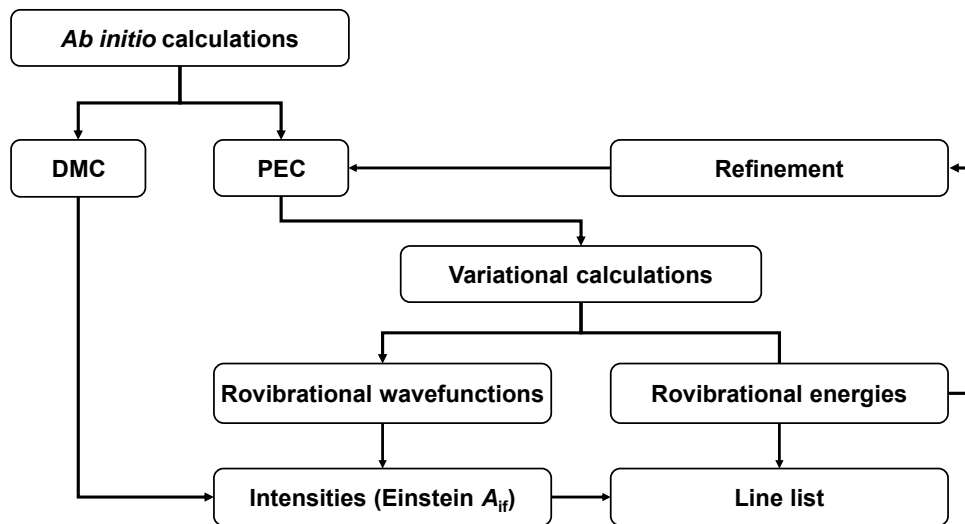 Ab initio calculations
DMC
PEC
Refinement
Variational calculations
Rovibrational wavefunctions
Rovibrational energies
Intensities (Einstein Aif)
Line list